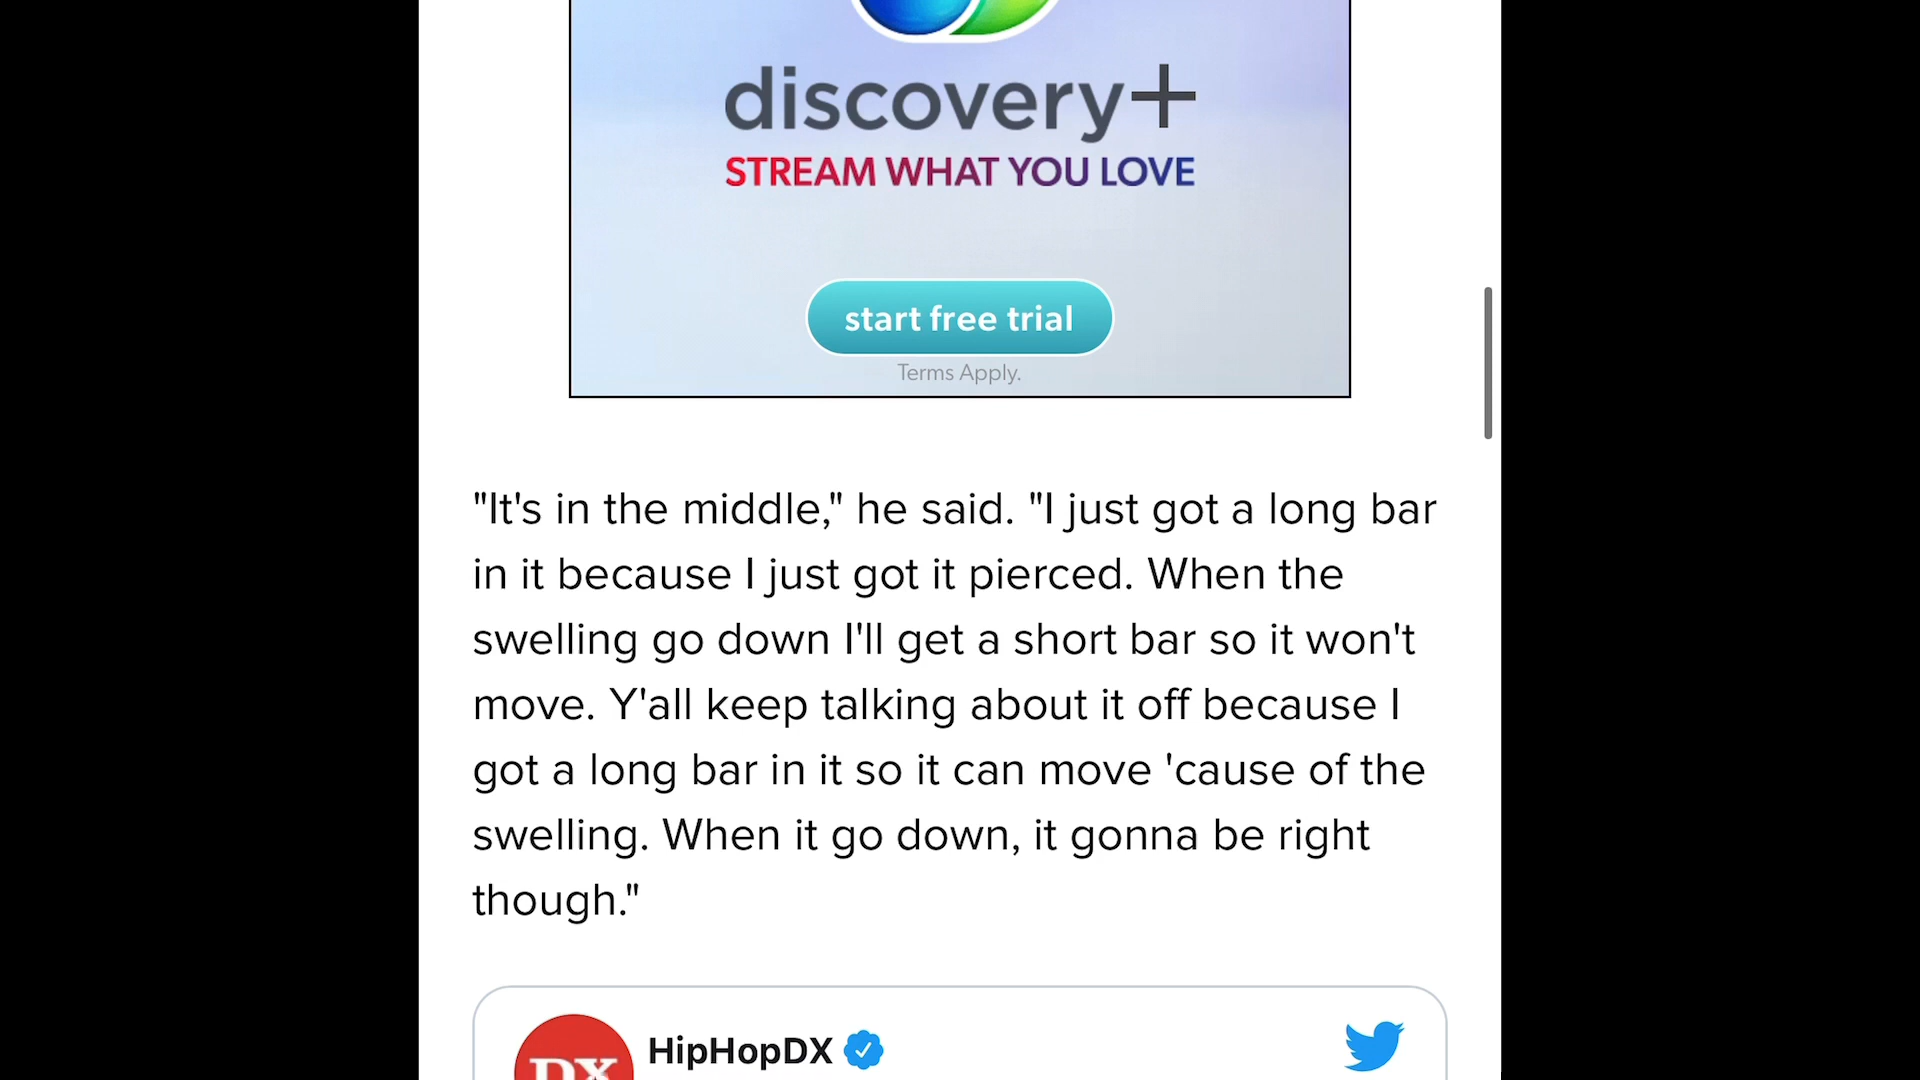 discovery+
STREAM WHAT YOU LOVE
start free trial
Terms Apply.
"It's in the middle," he said. "I just got a long bar
in it because I just got it pierced. When the
swelling go down I'll get a short bar so it won't
move. Y'all keep talking about it off because I
got a long bar in it so it can move 'cause of the
swelling. When it go down, it gonna be right
though."
HipHopDX
DX